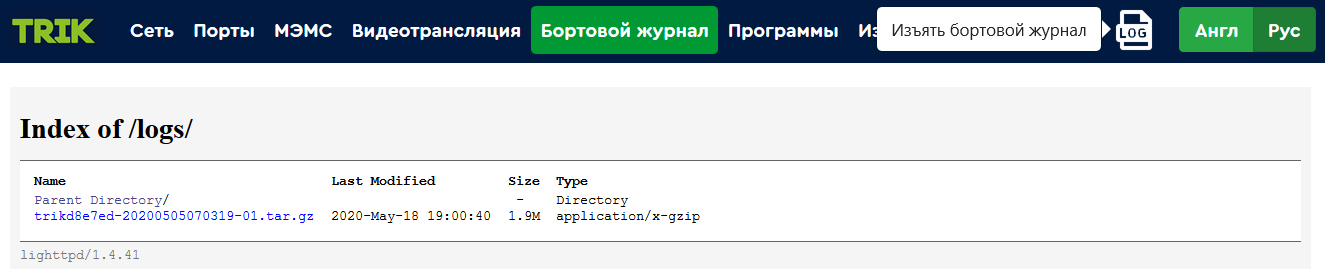 TRIK Сеть Порты МЭМС Видеотрансляция Бортовой журнал Программы Из Изъять бортовой журнал LOG Англ Рус
Index of /logs/
Name Last Modified Size Type
Parent Directory/ - Directory
trikd8e7ed-20200505070319-01.tar.gz 2020-May-18 19:00:40 1.9M application/x-gzip
lighttpd/1.4.41